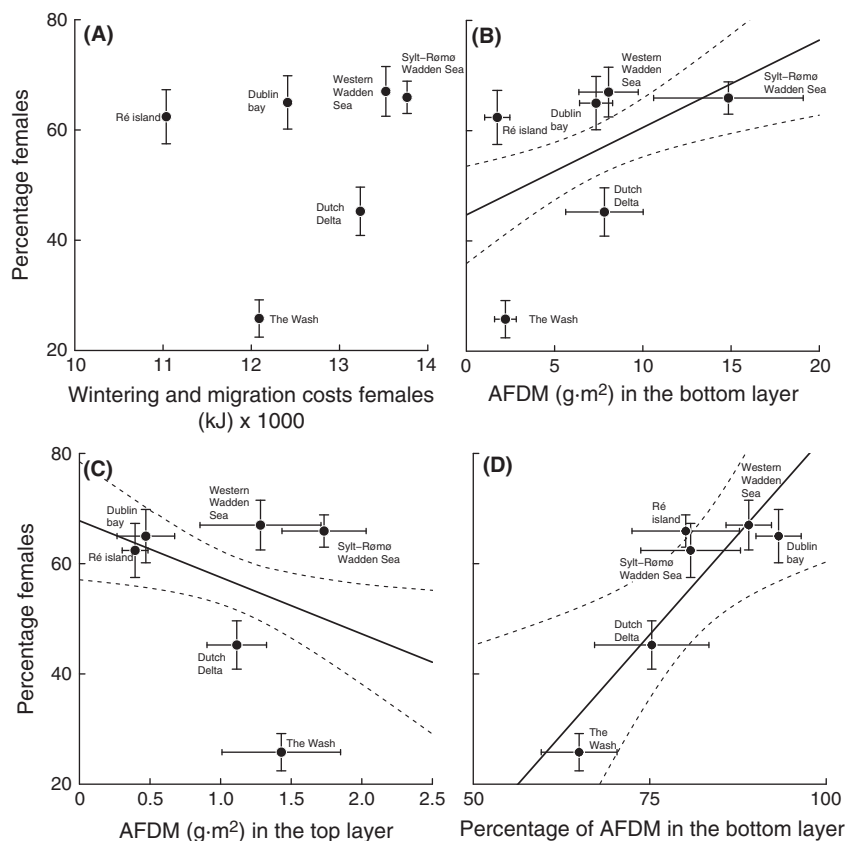 (A)
80
60
40
20
Percentage females
Ré island
Dublin
bay
Western
Wadden
Sea
Sylt–Rømø
Wadden Sea
Dutch
Delta
The Wash
10
11
12
13
14
Wintering and migration costs females
(kJ) x 1000
(B)
Ré island
Dublin
bay
Western
Wadden
Sea
Sylt–Rømø
Wadden Sea
Dutch
Delta
The Wash
0
5
10
15
20
AFDM (g·m²) in the bottom layer
(C)
80
60
40
20
Percentage females
Dublin
bay
Ré island
Western
Wadden
Sea
Sylt–Rømø
Wadden Sea
Dutch
Delta
The Wash
0
0.5
1.0
1.5
2.0
2.5
AFDM (g·m²) in the top layer
(D)
Western
Wadden
Sea
Ré
island
Sylt–Rømø
Wadden Sea
Dublin
bay
Dutch
Delta
The
Wash
50
75
100
Percentage of AFDM in the bottom layer